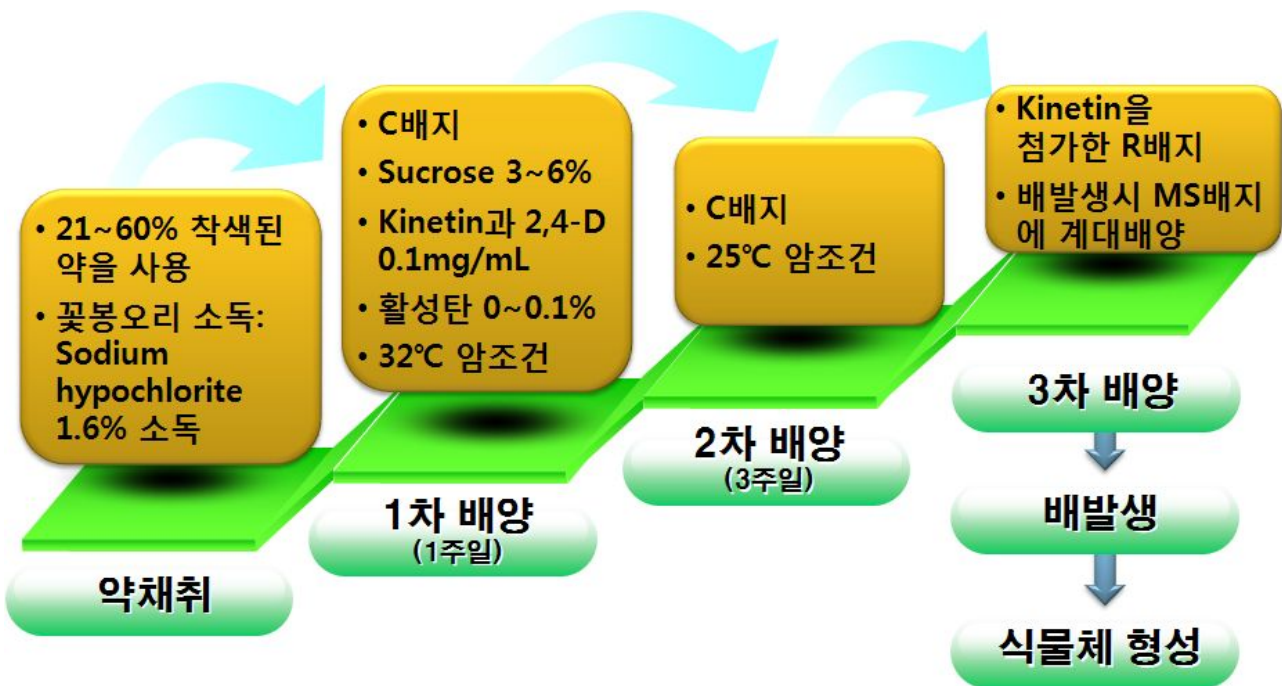 • 21~60% 착색된
약을 사용
• 꽃봉오리 소독:
Sodium
hypochlorite
1.6% 소독
약채취
• C배지
• Sucrose 3~6%
• Kinetin과 2,4-D
0.1mg/mL
• 활성탄 0~0.1%
• 32℃ 암조건
1차 배양
(1주일)
• C배지
• 25℃ 암조건
2차 배양
(3주일)
• Kinetin을
첨가한 R배지
• 배발생시 MS배지
에 계대배양
3차 배양
배발생
식물체 형성